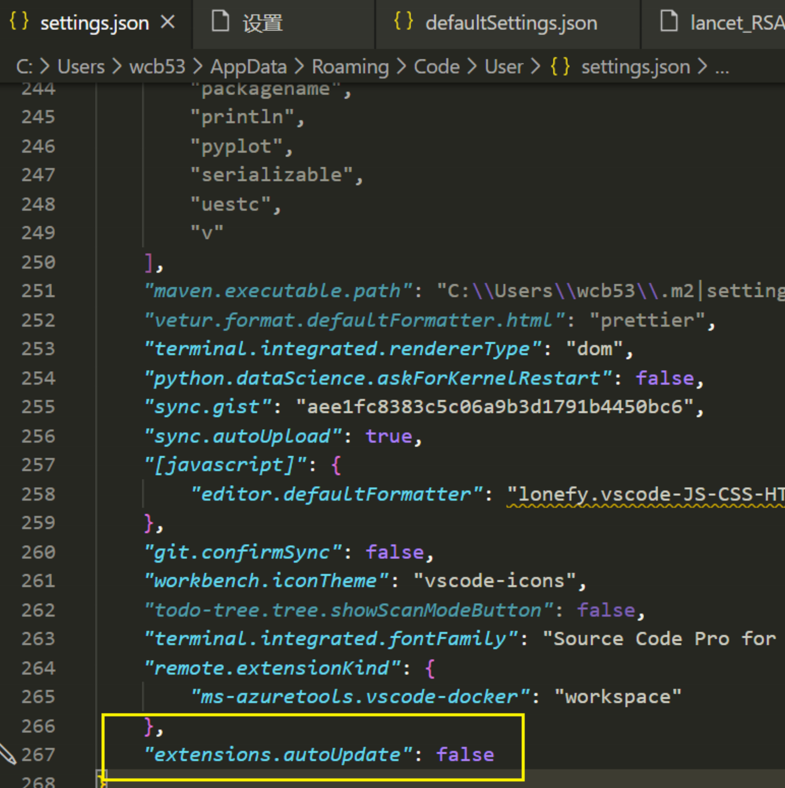 {} settings.json × 设置 {} defaultSettings.json lancet_RSA
C: > Users > wcb53 > AppData > Roaming > Code > User > {} settings.json > ...
244 "packagename",
245 "println",
246 "pyplot",
247 "serializable",
248 "uestc",
249 "v"
250 ],
251 "maven.executable.path": "C:\\Users\\wcb53\\.m2|setting
252 "vetur.format.defaultFormatter.html": "prettier",
253 "terminal.integrated.rendererType": "dom",
254 "python.dataScience.askForKernelRestart": false,
255 "sync.gist": "aee1fc8383c5c06a9b3d1791b4450bc6",
256 "sync.autoUpload": true,
257 "[javascript]": {
258 "editor.defaultFormatter": "lonefy.vscode-JS-CSS-HT
259 },
260 "git.confirmSync": false,
261 "workbench.iconTheme": "vscode-icons",
262 "todo-tree.tree.showScanModeButton": false,
263 "terminal.integrated.fontFamily": "Source Code Pro for
264 "remote.extensionKind": {
265 "ms-azuretools.vscode-docker": "workspace"
266 },
267 "extensions.autoUpdate": false
268 }